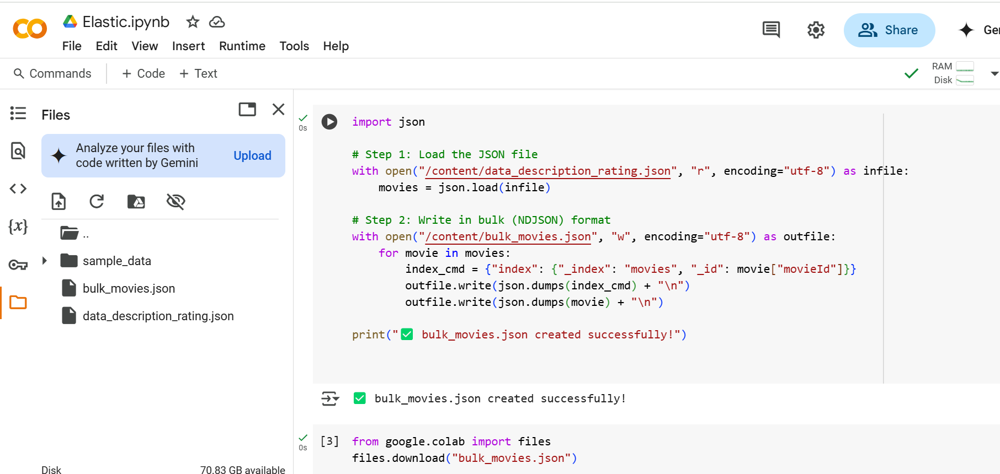 Elastic.ipynb
File Edit View Insert Runtime Tools Help
Share
Commands + Code + Text
RAM
Disk
Files
Analyze your files with
code written by Gemini
Upload
{x}
..
sample_data
bulk_movies.json
data_description_rating.json
Disk 70.83 GB available
0s
import json
# Step 1: Load the JSON file
with open("/content/data_description_rating.json", "r", encoding="utf-8") as infile:
    movies = json.load(infile)
# Step 2: Write in bulk (NDJSON) format
with open("/content/bulk_movies.json", "w", encoding="utf-8") as outfile:
    for movie in movies:
        index_cmd = {"index": {"_index": "movies", "_id": movie["movieId"]}}
        outfile.write(json.dumps(index_cmd) + "\n")
        outfile.write(json.dumps(movie) + "\n")
print("✅ bulk_movies.json created successfully!")
✅ bulk_movies.json created successfully!
0s
[3] from google.colab import files
files.download("bulk_movies.json")